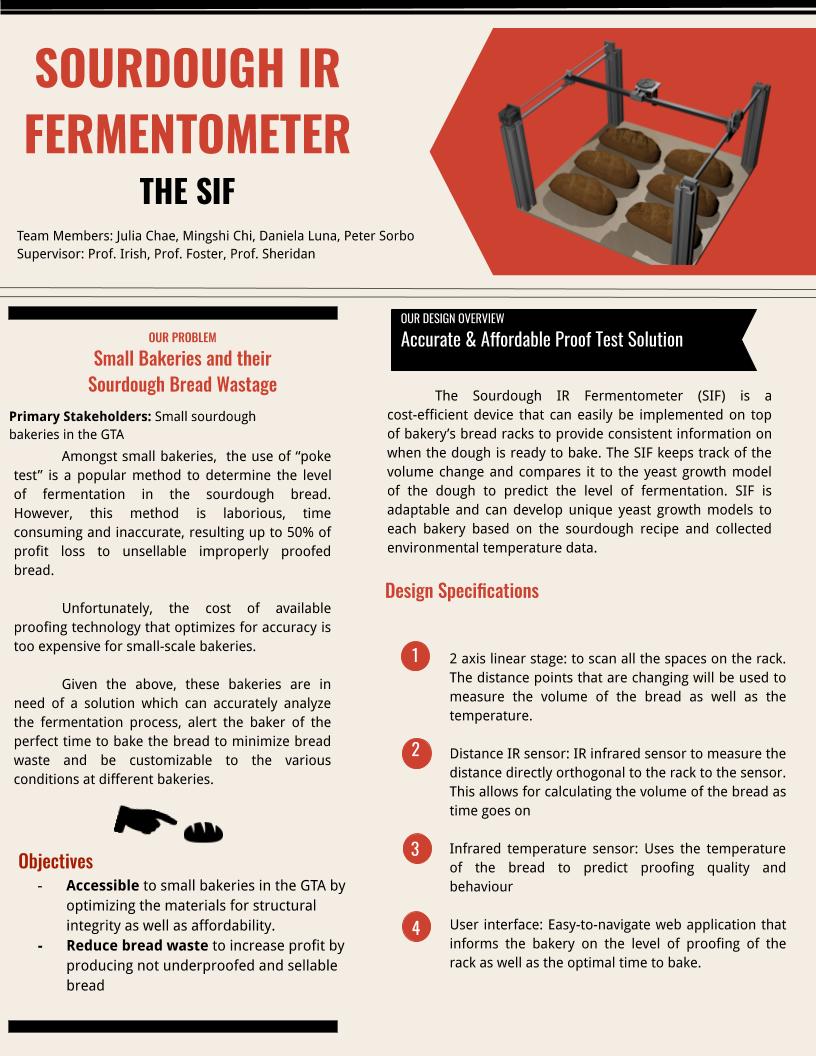 SOURDOUGH IR
FERMENTOMETER
THE SIF
Team Members: Julia Chae, Mingshi Chi, Daniela Luna, Peter Sorbo
Supervisor: Prof. Irish, Prof. Foster, Prof. Sheridan
OUR PROBLEM
Small Bakeries and their
Sourdough Bread Wastage
Primary Stakeholders: Small sourdough
bakeries in the GTA
Amongst small bakeries, the use of “poke
test” is a popular method to determine the level
of fermentation in the sourdough bread.
However, this method is laborious, time
consuming and inaccurate, resulting up to 50% of
profit loss to unsellable improperly proofed
bread.
Unfortunately, the cost of available
proofing technology that optimizes for accuracy is
too expensive for small-scale bakeries.
Given the above, these bakeries are in
need of a solution which can accurately analyze
the fermentation process, alert the baker of the
perfect time to bake the bread to minimize bread
waste and be customizable to the various
conditions at different bakeries.
Objectives
- Accessible to small bakeries in the GTA by
optimizing the materials for structural
integrity as well as affordability.
- Reduce bread waste to increase profit by
producing not underproofed and sellable
bread
OUR DESIGN OVERVIEW
Accurate & Affordable Proof Test Solution
The Sourdough IR Fermentometer (SIF) is a
cost-efficient device that can easily be implemented on top
of bakery’s bread racks to provide consistent information on
when the dough is ready to bake. The SIF keeps track of the
volume change and compares it to the yeast growth model
of the dough to predict the level of fermentation. SIF is
adaptable and can develop unique yeast growth models to
each bakery based on the sourdough recipe and collected
environmental temperature data.
Design Specifications
1 2 axis linear stage: to scan all the spaces on the rack.
The distance points that are changing will be used to
measure the volume of the bread as well as the
temperature.
2 Distance IR sensor: IR infrared sensor to measure the
distance directly orthogonal to the rack to the sensor.
This allows for calculating the volume of the bread as
time goes on
3 Infrared temperature sensor: Uses the temperature
of the bread to predict proofing quality and
behaviour
4 User interface: Easy-to-navigate web application that
informs the bakery on the level of proofing of the
rack as well as the optimal time to bake.